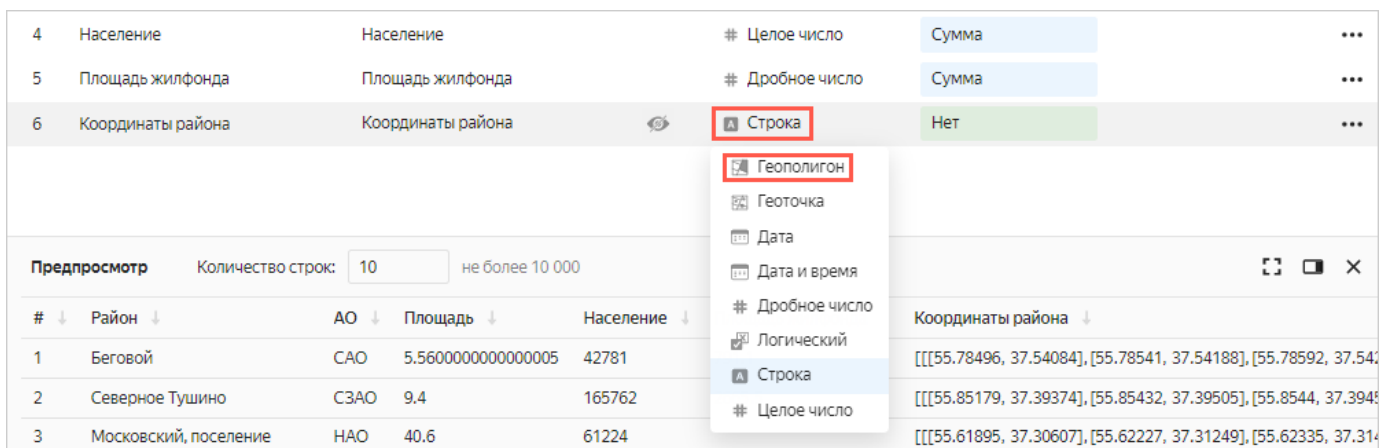 4 Население Население # Целое число Сумма •••
5 Площадь жилфонда Площадь жилфонда # Дробное число Сумма •••
6 Координаты района Координаты района A Строка Нет •••
Геополигон
Геоточка
Дата
Дата и время
# Дробное число
Логический
A Строка
# Целое число
Предпросмотр Количество строк: 10 не более 10 000
# ↓ Район ↓ АО ↓ Площадь ↓ Население ↓ Координаты района ↓
1 Беговой САО 5.5600000000000005 42781 [[[55.78496, 37.54084], [55.78541, 37.54188], [55.78592, 37.542
2 Северное Тушино СЗАО 9.4 165762 [[[55.85179, 37.39374], [55.85432, 37.39505], [55.8544, 37.3945
3 Московский, поселение НАО 40.6 61224 [[[55.61895, 37.30607], [55.62227, 37.31249], [55.62335, 37.314